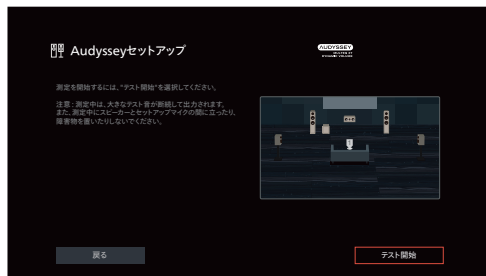 Audysseyセットアップ
AUDYSSEY
DYNAMIC VOLUME
測定を開始するには、"テスト開始"を選択してください。
注意：測定中は、大きなテスト音が断続して出力されます。
また、測定中にスピーカーとセットアップマイクの間に立ったり、
障害物を置いたりしないでください。
戻る
テスト開始